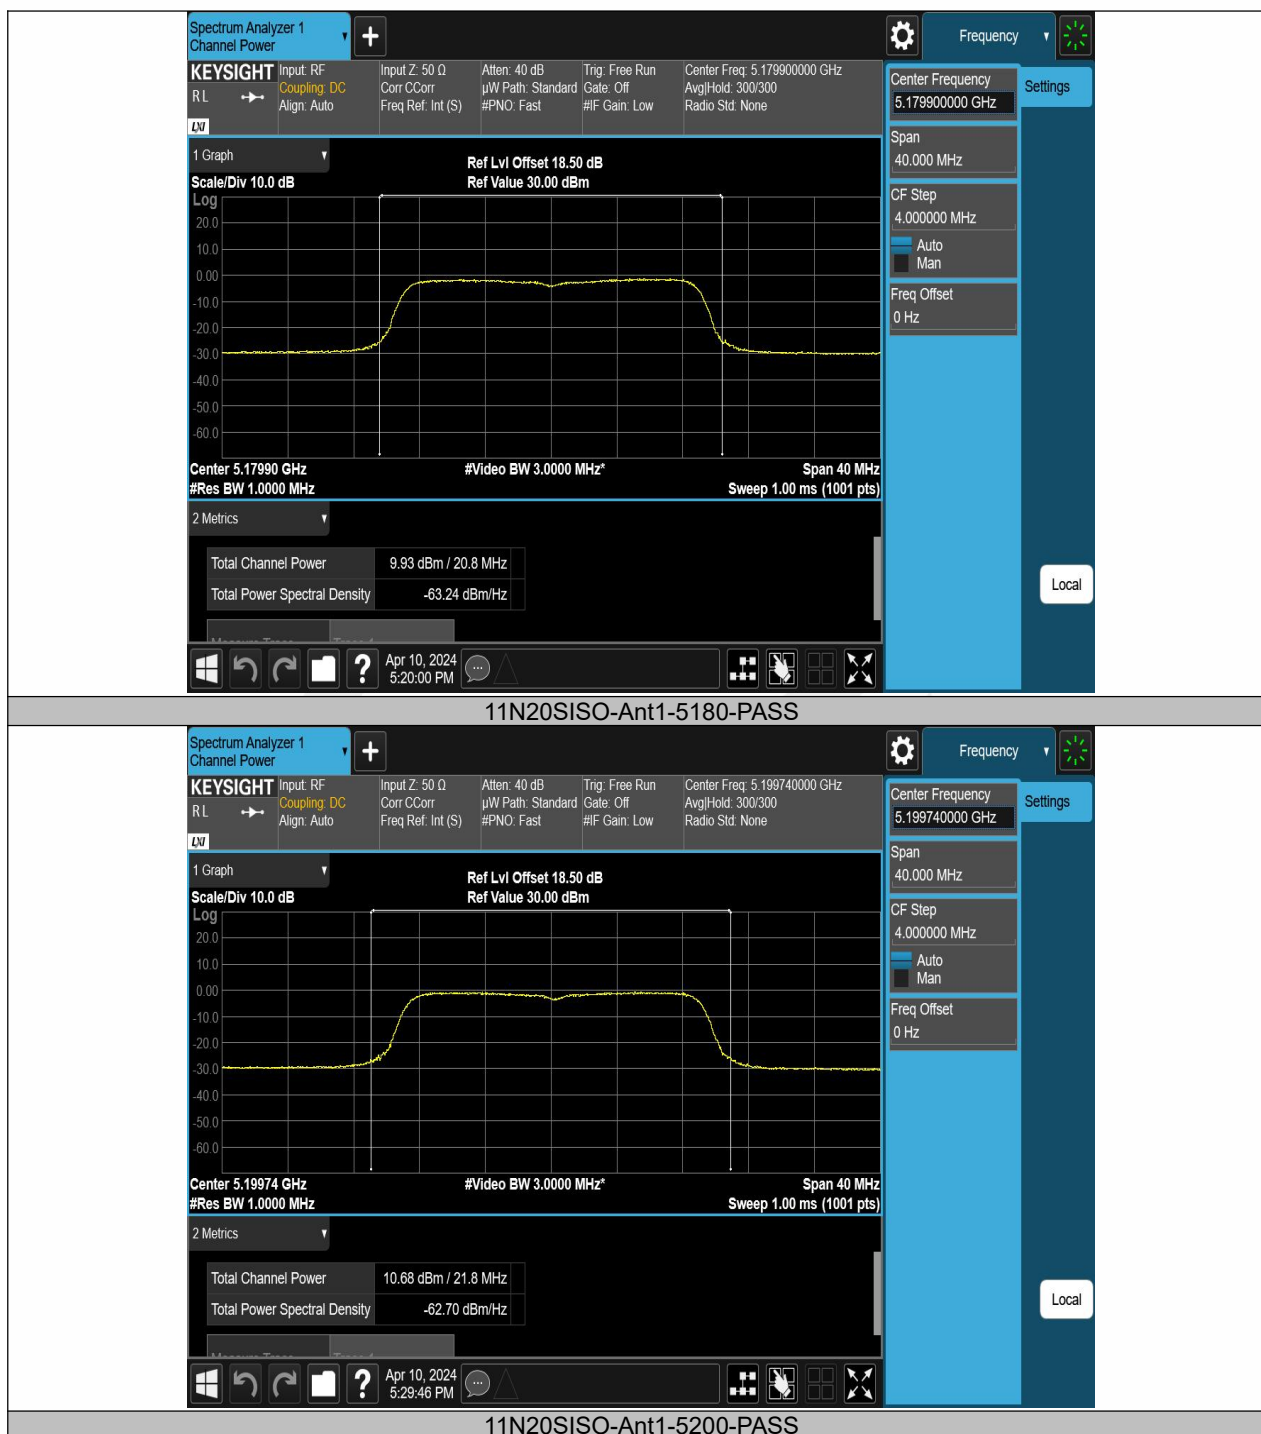 Spectrum Analyzer 1
Channel Power
Frequency
KEYSIGHT
RL
LXI
Input: RF
Coupling: DC
Align: Auto
Input Z: 50 Ω
Corr CCorr
Freq Ref: Int (S)
Atten: 40 dB
µW Path: Standard
#PNO: Fast
Trig: Free Run
Gate: Off
#IF Gain: Low
Center Freq: 5.179900000 GHz
Avg|Hold: 300/300
Radio Std: None
Center Frequency
5.179900000 GHz
Settings
Span
40.000 MHz
CF Step
4.000000 MHz
Auto
Man
Freq Offset
0 Hz
Local
1 Graph
Scale/Div 10.0 dB
Ref Lvl Offset 18.50 dB
Ref Value 30.00 dBm
Log
20.0
10.0
0.00
-10.0
-20.0
-30.0
-40.0
-50.0
-60.0
Center 5.17990 GHz
#Video BW 3.0000 MHz*
Span 40 MHz
#Res BW 1.0000 MHz
Sweep 1.00 ms (1001 pts)
2 Metrics
Total Channel Power 9.93 dBm / 20.8 MHz
Total Power Spectral Density -63.24 dBm/Hz
?
Apr 10, 2024
5:20:00 PM
11N20SISO-Ant1-5180-PASS
Spectrum Analyzer 1
Channel Power
Frequency
KEYSIGHT
RL
LXI
Input: RF
Coupling: DC
Align: Auto
Input Z: 50 Ω
Corr CCorr
Freq Ref: Int (S)
Atten: 40 dB
µW Path: Standard
#PNO: Fast
Trig: Free Run
Gate: Off
#IF Gain: Low
Center Freq: 5.199740000 GHz
Avg|Hold: 300/300
Radio Std: None
Center Frequency
5.199740000 GHz
Settings
Span
40.000 MHz
CF Step
4.000000 MHz
Auto
Man
Freq Offset
0 Hz
Local
1 Graph
Scale/Div 10.0 dB
Ref Lvl Offset 18.50 dB
Ref Value 30.00 dBm
Log
20.0
10.0
0.00
-10.0
-20.0
-30.0
-40.0
-50.0
-60.0
Center 5.19974 GHz
#Video BW 3.0000 MHz*
Span 40 MHz
#Res BW 1.0000 MHz
Sweep 1.00 ms (1001 pts)
2 Metrics
Total Channel Power 10.68 dBm / 21.8 MHz
Total Power Spectral Density -62.70 dBm/Hz
?
Apr 10, 2024
5:29:46 PM
11N20SISO-Ant1-5200-PASS